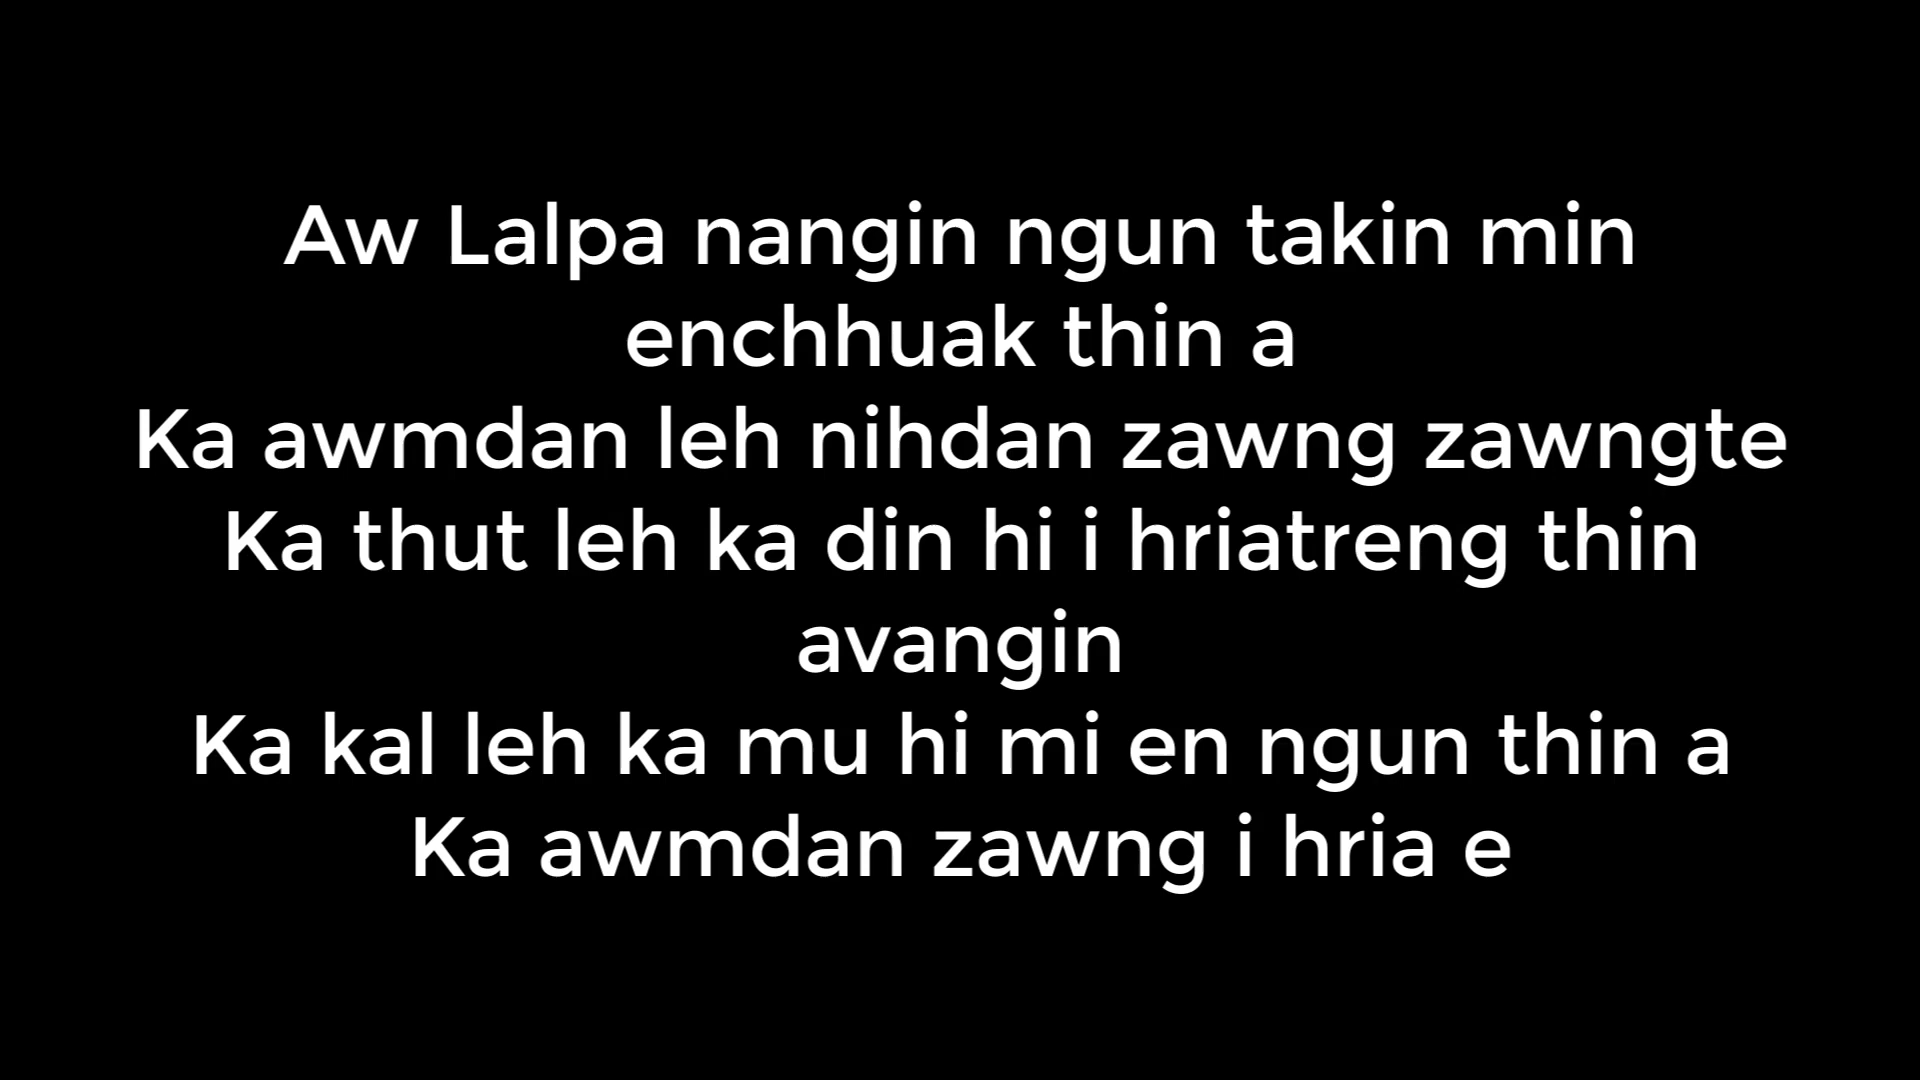 Aw Lalpa nangin ngun takin min
enchhuak thin a
Ka awmdan leh nihdan zawng zawngte
Ka thut leh ka din hi i hriatreng thin
avangin
Ka kal leh ka mu hi mi en ngun thin a
Ka awmdan zawng i hria e